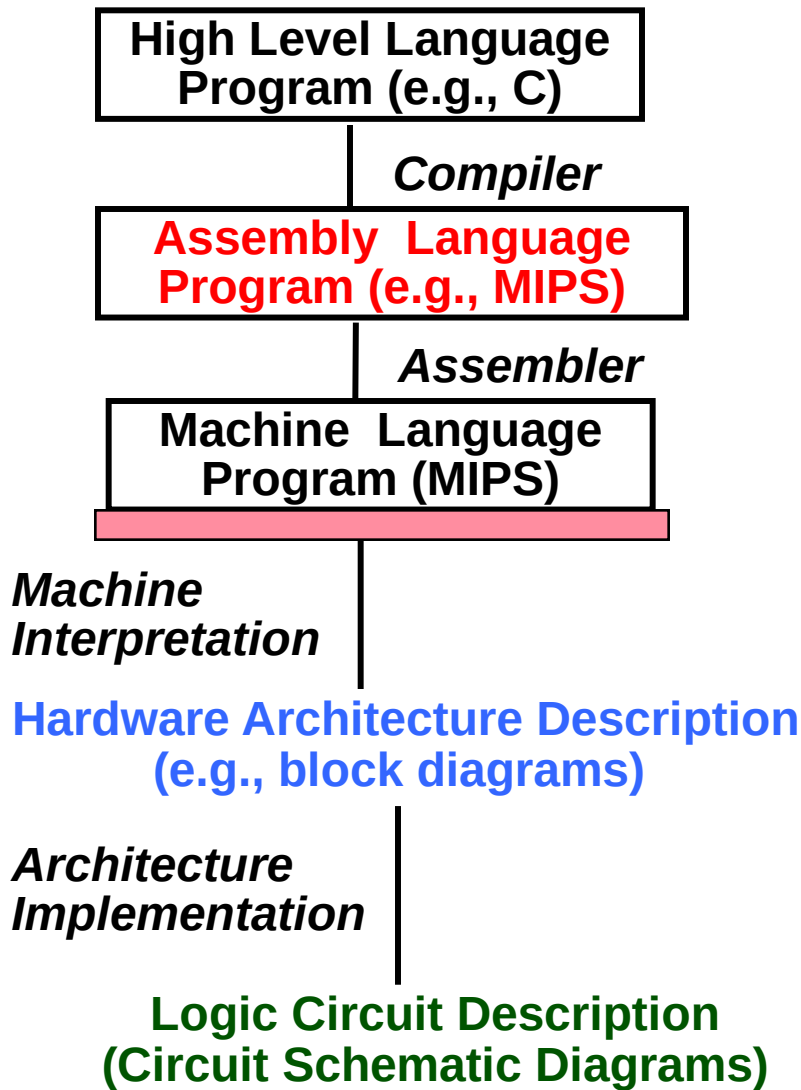 High Level Language
Program (e.g., C)
Compiler
Assembly Language
Program (e.g., MIPS)
Assembler
Machine Language
Program (MIPS)
Machine
Interpretation
Hardware Architecture Description
(e.g., block diagrams)
Architecture
Implementation
Logic Circuit Description
(Circuit Schematic Diagrams)